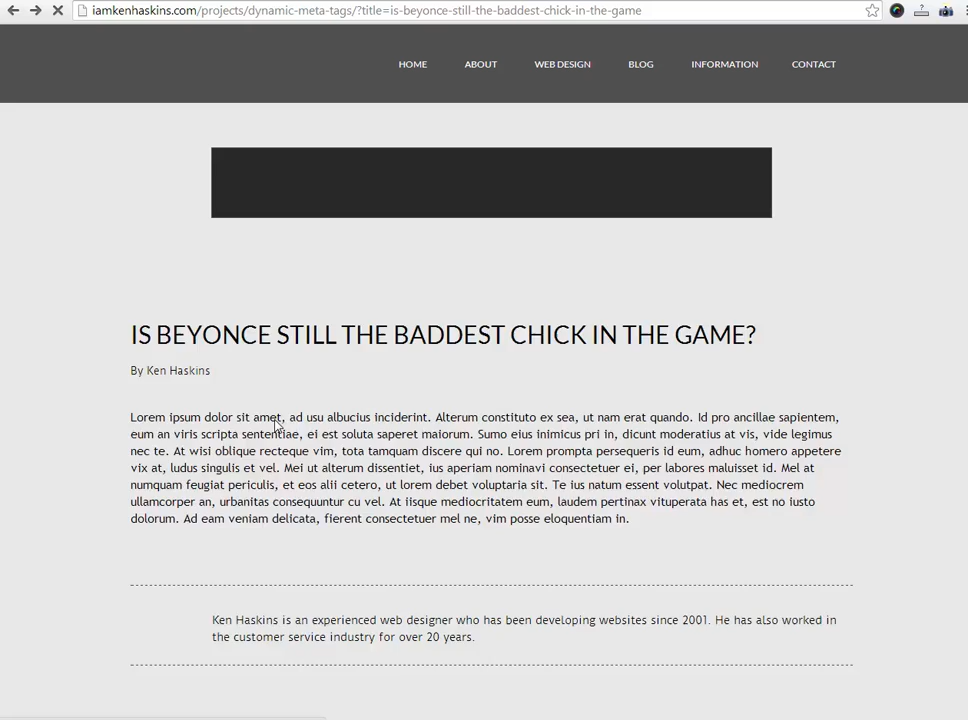 iamkenhaskins.com/projects/dynamic-meta-tags/?title=is-beyonce-still-the-baddest-chick-in-the-game
HOME ABOUT WEB DESIGN BLOG INFORMATION CONTACT
IS BEYONCE STILL THE BADDEST CHICK IN THE GAME?
By Ken Haskins
Lorem ipsum dolor sit amet, ad usu albucius inciderint. Alterum constituto ex sea, ut nam erat quando. Id pro ancillae sapientem,
eum an viris scripta sententiae, ei est soluta saperet maiorum. Sumo eius inimicus pri in, dicunt moderatius at vis, vide legimus
nec te. At wisi oblique recteque vim, tota tamquam discere qui no. Lorem prompta persequeris id eum, adhuc homero appetere
vix at, ludus singulis et vel. Mei ut alterum dissentiet, ius aperiam nominavi consectetuer ei, per labores maluisset id. Mel at
numquam feugiat periculis, et eos alii cetero, ut lorem debet voluptaria sit. Te ius natum essent volutpat. Nec mediocrem
ullamcorper an, urbanitas consequuntur cu vel. At iisque mediocritatem eum, laudem pertinax vituperata has et, est no iusto
dolorum. Ad eam veniam delicata, fierent consectetuer mel ne, vim posse eloquentiam in.
Ken Haskins is an experienced web designer who has been developing websites since 2001. He has also worked in
the customer service industry for over 20 years.